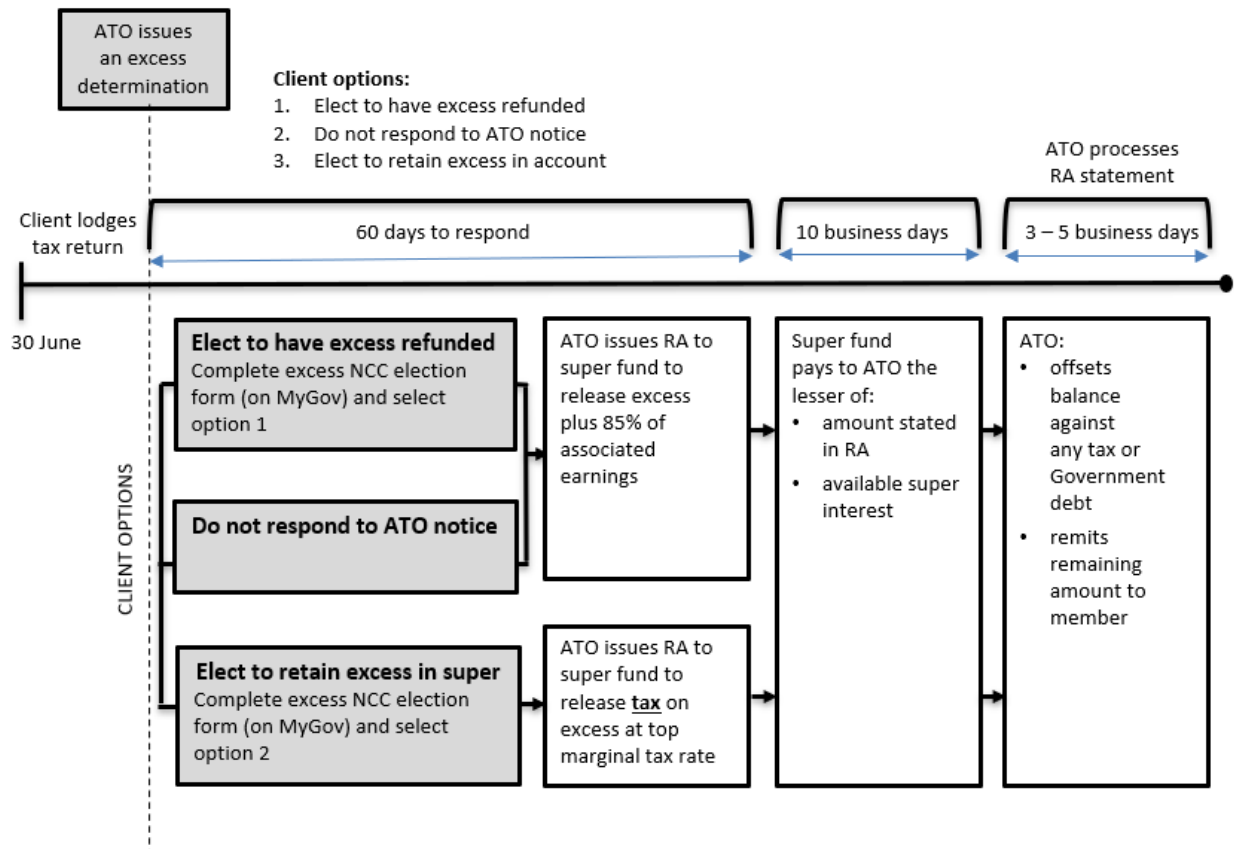 ATO issues
an excess
determination
Client options:
1. Elect to have excess refunded
2. Do not respond to ATO notice
3. Elect to retain excess in account
ATO processes
RA statement
Client lodges
tax return
60 days to respond
10 business days
3 – 5 business days
30 June
CLIENT OPTIONS
Elect to have excess refunded
Complete excess NCC election
form (on MyGov) and select
option 1
Do not respond to ATO notice
Elect to retain excess in super
Complete excess NCC election
form (on MyGov) and select
option 2
ATO issues RA to
super fund to
release excess
plus 85% of
associated
earnings
ATO issues RA to
super fund to
release tax on
excess at top
marginal tax rate
Super fund
pays to ATO the
lesser of:
• amount stated
in RA
• available super
interest
ATO:
• offsets
balance
against
any tax or
Government
debt
• remits
remaining
amount to
member